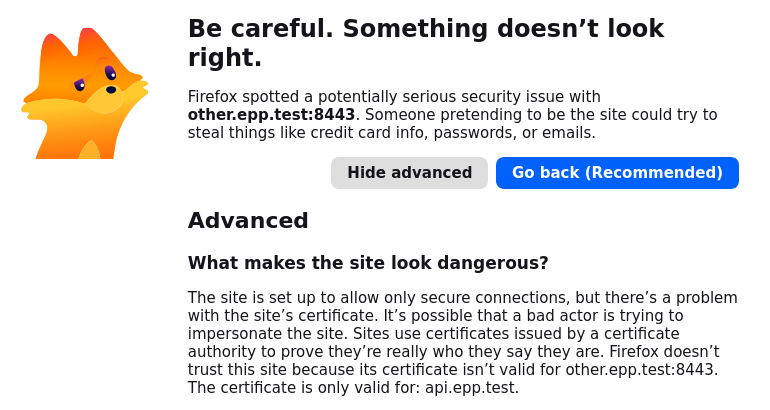 Be careful. Something doesn’t look
right.
Firefox spotted a potentially serious security issue with
other.epp.test:8443. Someone pretending to be the site could try to
steal things like credit card info, passwords, or emails.
Hide advanced
Go back (Recommended)
Advanced
What makes the site look dangerous?
The site is set up to allow only secure connections, but there’s a problem
with the site’s certificate. It’s possible that a bad actor is trying to
impersonate the site. Sites use certificates issued by a certificate
authority to prove they’re really who they say they are. Firefox doesn’t
trust this site because its certificate isn’t valid for other.epp.test:8443.
The certificate is only valid for: api.epp.test.